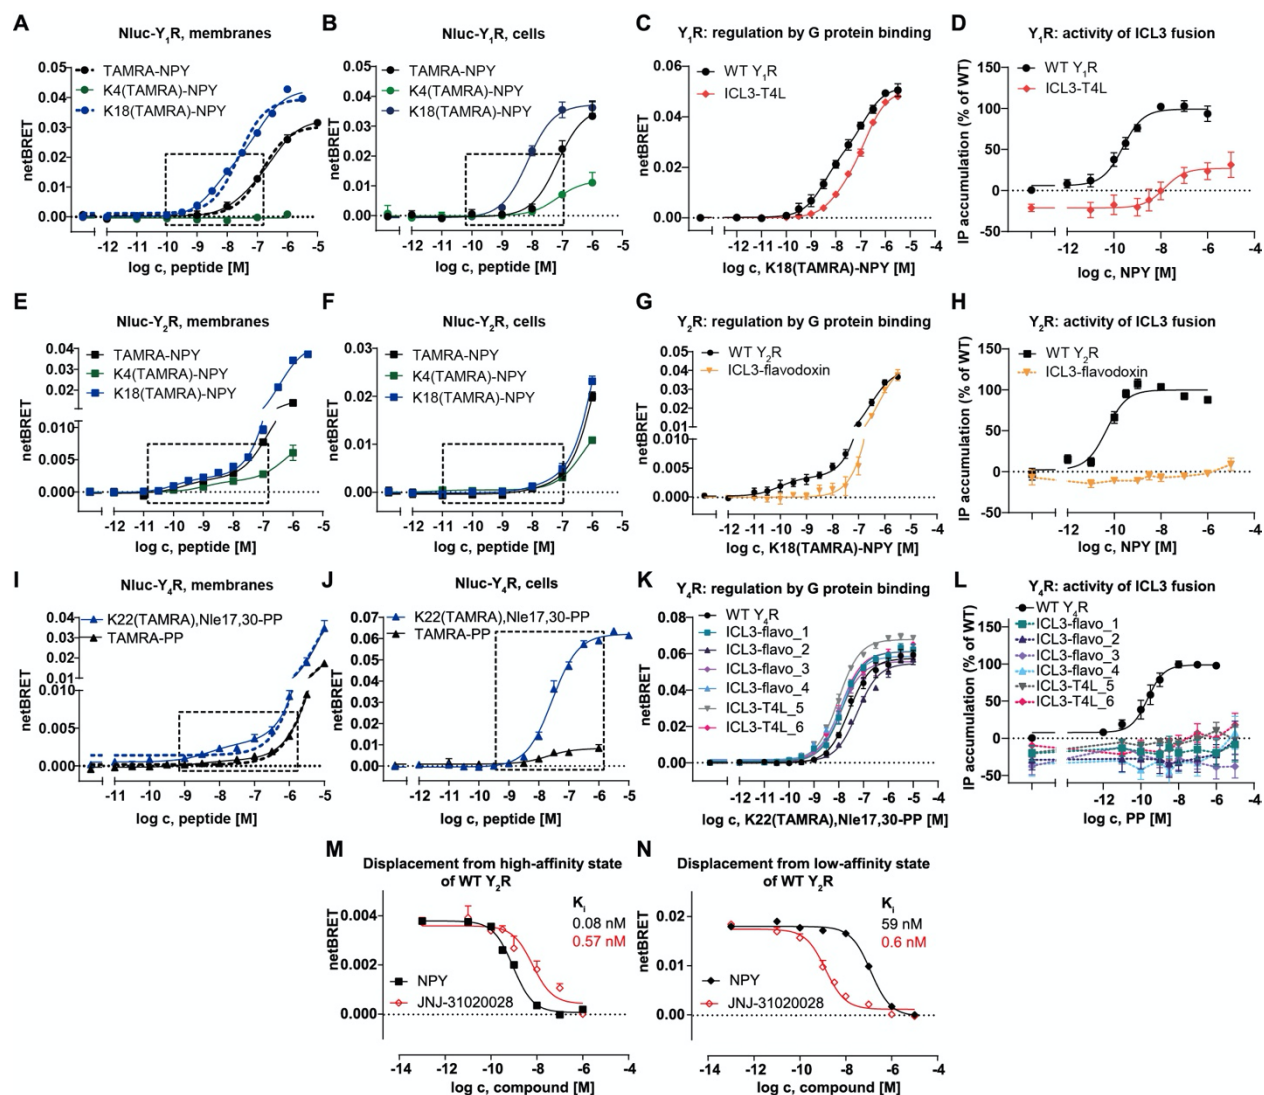 A
Nluc-Y1R, membranes
TAMRA-NPY
K4(TAMRA)-NPY
K18(TAMRA)-NPY
netBRET
0.05
0.04
0.03
0.02
0.01
0.00
-12 -10 -9 -8 -7 -6 -5
log c, peptide [M]
B
Nluc-Y1R, cells
TAMRA-NPY
K4(TAMRA)-NPY
K18(TAMRA)-NPY
netBRET
0.05
0.04
0.03
0.02
0.01
0.00
-12 -10 -9 -8 -7 -6 -5
log c, peptide [M]
C
Y1R: regulation by G protein binding
WT Y1R
ICL3-T4L
netBRET
0.06
0.04
0.02
0.00
-12 -11 -10 -9 -8 -7 -6 -5
log c, K18(TAMRA)-NPY [M]
D
Y1R: activity of ICL3 fusion
WT Y1R
ICL3-T4L
IP accumulation (% of WT)
150
100
50
0
-50
-12 -10 -8 -6 -4
log c, NPY [M]
E
Nluc-Y2R, membranes
TAMRA-NPY
K4(TAMRA)-NPY
K18(TAMRA)-NPY
netBRET
0.04
0.03
0.02
0.010
0.005
0.000
-12 -11 -10 -9 -8 -7 -6 -5
log c, peptide [M]
F
Nluc-Y2R, cells
TAMRA-NPY
K4(TAMRA)-NPY
K18(TAMRA)-NPY
netBRET
0.03
0.02
0.01
0.00
-12 -11 -10 -9 -8 -7 -6 -5
log c, peptide [M]
G
Y2R: regulation by G protein binding
WT Y2R
ICL3-flavodoxin
netBRET
0.05
0.04
0.03
0.02
0.010
0.005
0.000
-12 -11 -10 -9 -8 -7 -6 -5
log c, K18(TAMRA)-NPY [M]
H
Y2R: activity of ICL3 fusion
WT Y2R
ICL3-flavodoxin
IP accumulation (% of WT)
150
100
50
0
-50
-12 -10 -8 -6 -4
log c, NPY [M]
I
Nluc-Y4R, membranes
K22(TAMRA),Nle17,30-PP
TAMRA-PP
netBRET
0.04
0.03
0.02
0.01
0.010
0.005
0.000
-11 -10 -9 -8 -7 -6 -5
log c, peptide [M]
J
Nluc-Y4R, cells
K22(TAMRA),Nle17,30-PP
TAMRA-PP
netBRET
0.07
0.06
0.05
0.04
0.03
0.02
0.01
0.00
-12 -11 -10 -9 -8 -7 -6 -5
log c, peptide [M]
K
Y4R: regulation by G protein binding
WT Y4R
ICL3-flavo_1
ICL3-flavo_2
ICL3-flavo_3
ICL3-flavo_4
ICL3-T4L_5
ICL3-T4L_6
netBRET
0.08
0.06
0.04
0.02
0.00
-12 -11 -10 -9 -8 -7 -6 -5 -4
log c, K22(TAMRA),Nle17,30-PP [M]
L
Y4R: activity of ICL3 fusion
WT Y4R
ICL3-flavo_1
ICL3-flavo_2
ICL3-flavo_3
ICL3-flavo_4
ICL3-T4L_5
ICL3-T4L_6
IP accumulation (% of WT)
150
100
50
0
-50
-12 -10 -8 -6 -4
log c, PP [M]
M
Displacement from high-affinity state
of WT Y2R
Ki
0.08 nM
0.57 nM
NPY
JNJ-31020028
netBRET
0.004
0.002
0.000
-14 -12 -10 -8 -6 -4
log c, compound [M]
N
Displacement from low-affinity state
of WT Y2R
Ki
59 nM
0.6 nM
NPY
JNJ-31020028
netBRET
0.02
0.01
0.00
-14 -12 -10 -8 -6 -4
log c, compound [M]